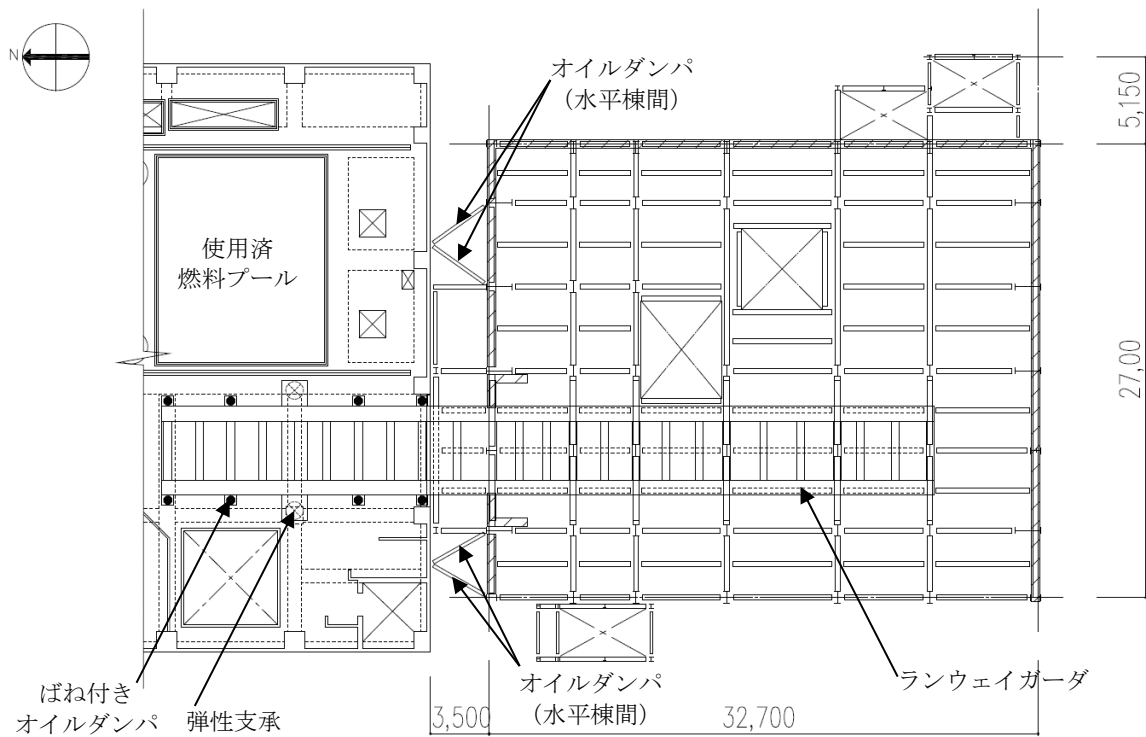 N
オイルダンパ
（水平棟間）
5,150
使用済
燃料プール
27,00
ばね付き
オイルダンパ
弾性支承
3,500
オイルダンパ
（水平棟間）
32,700
ランウェイガーダ